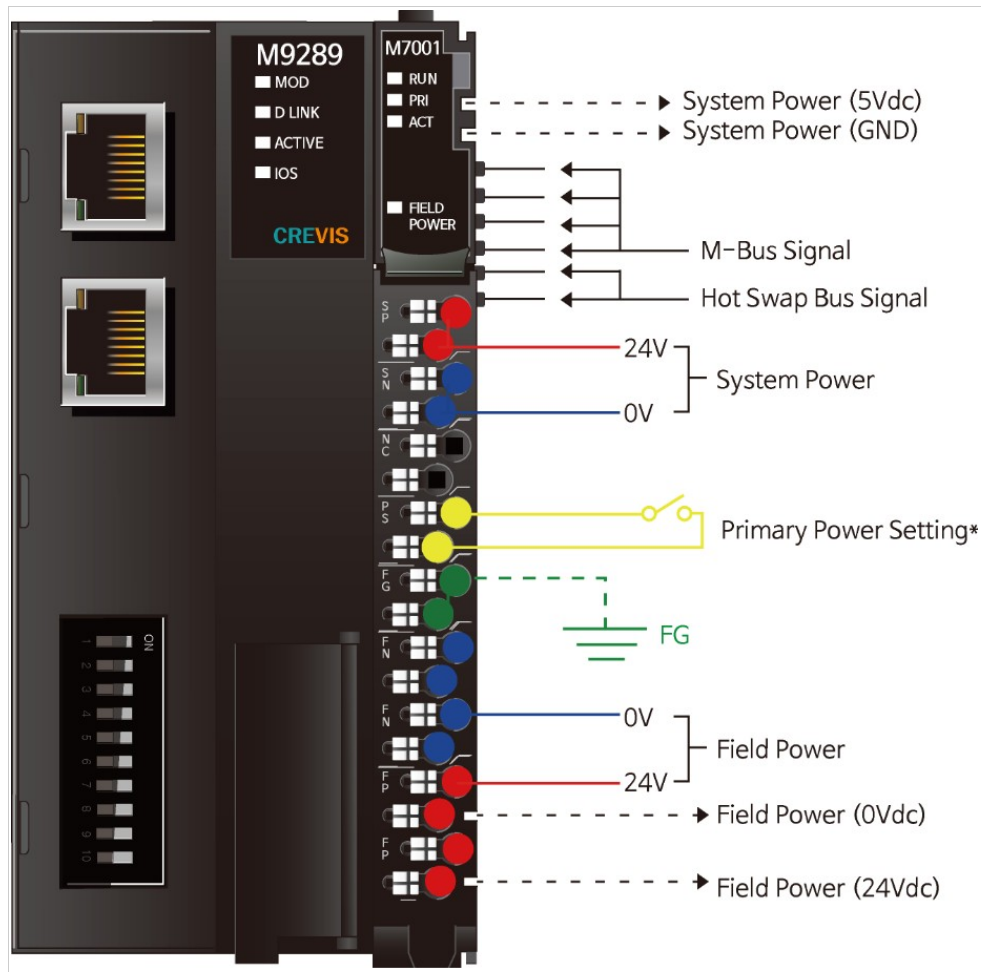 M9289
MOD
D LINK
ACTIVE
IOS
CREVIS
M7001
RUN
PRI
ACT
FIELD
POWER
System Power (5Vdc)
System Power (GND)
M-Bus Signal
Hot Swap Bus Signal
SP
24V
System Power
SN
0V
NC
PS
Primary Power Setting*
FG
FG
FN
FN
0V
Field Power
FP
24V
Field Power (0Vdc)
FP
Field Power (24Vdc)
ON
1
2
3
4
5
6
7
8
9
10